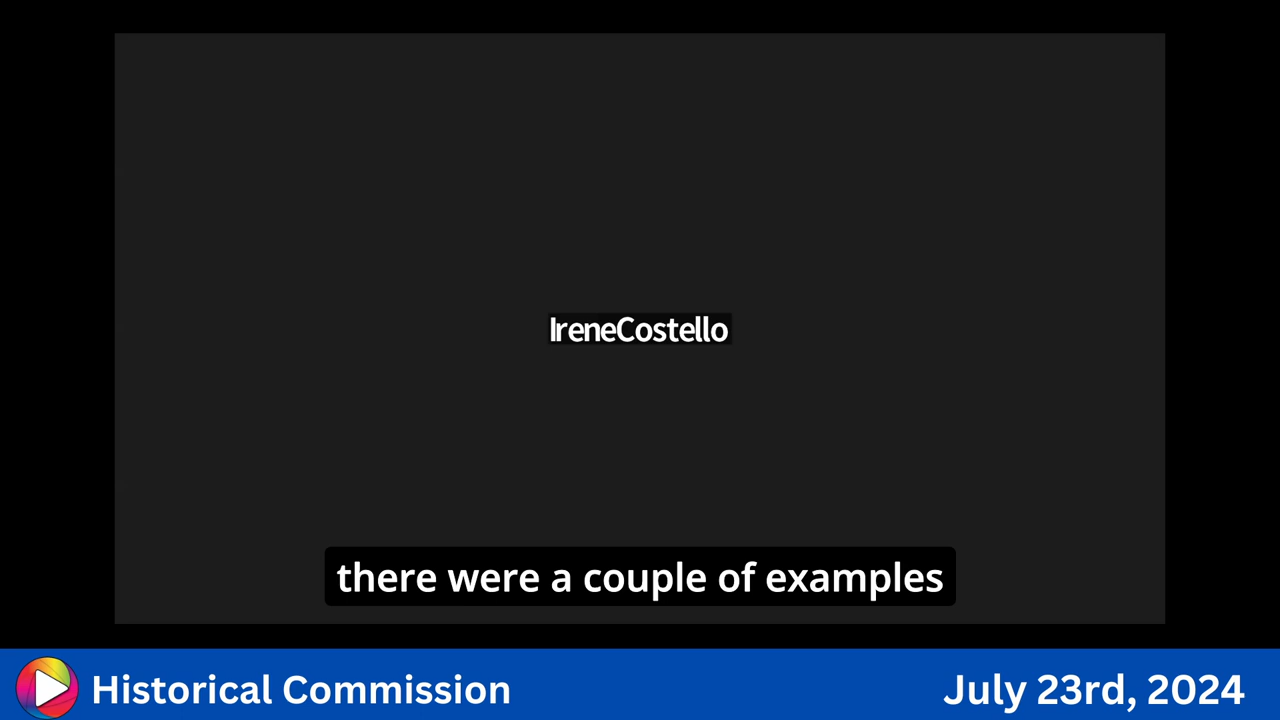 IreneCostello
there were a couple of examples
Historical Commission
July 23rd, 2024